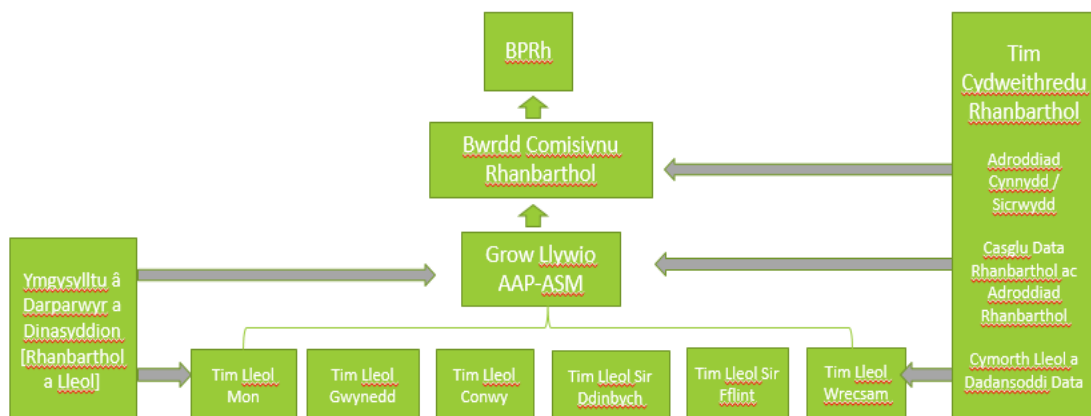 BPRh
Bwrdd Comisiynu
Rhanbarthol
Grow Llywio
AAP-ASM
Ymgysylltu â
Darparwyr a
Dinasyddion
[Rhanbarthol
a Lleol]
Tim Lleol
Mon
Tim Lleol
Gwynedd
Tim Lleol
Conwy
Tim Lleol Sir
Ddinbych
Tim Lleol Sir
Fflint
Tim Lleol
Wrecsam
Tim
Cydweithredu
Rhanbarthol
Adroddiad
Cynnydd /
Sicrwydd
Casglu Data
Rhanbarthol ac
Adroddiad
Rhanbarthol
Cymorth Lleol a
Dadansoddi Data